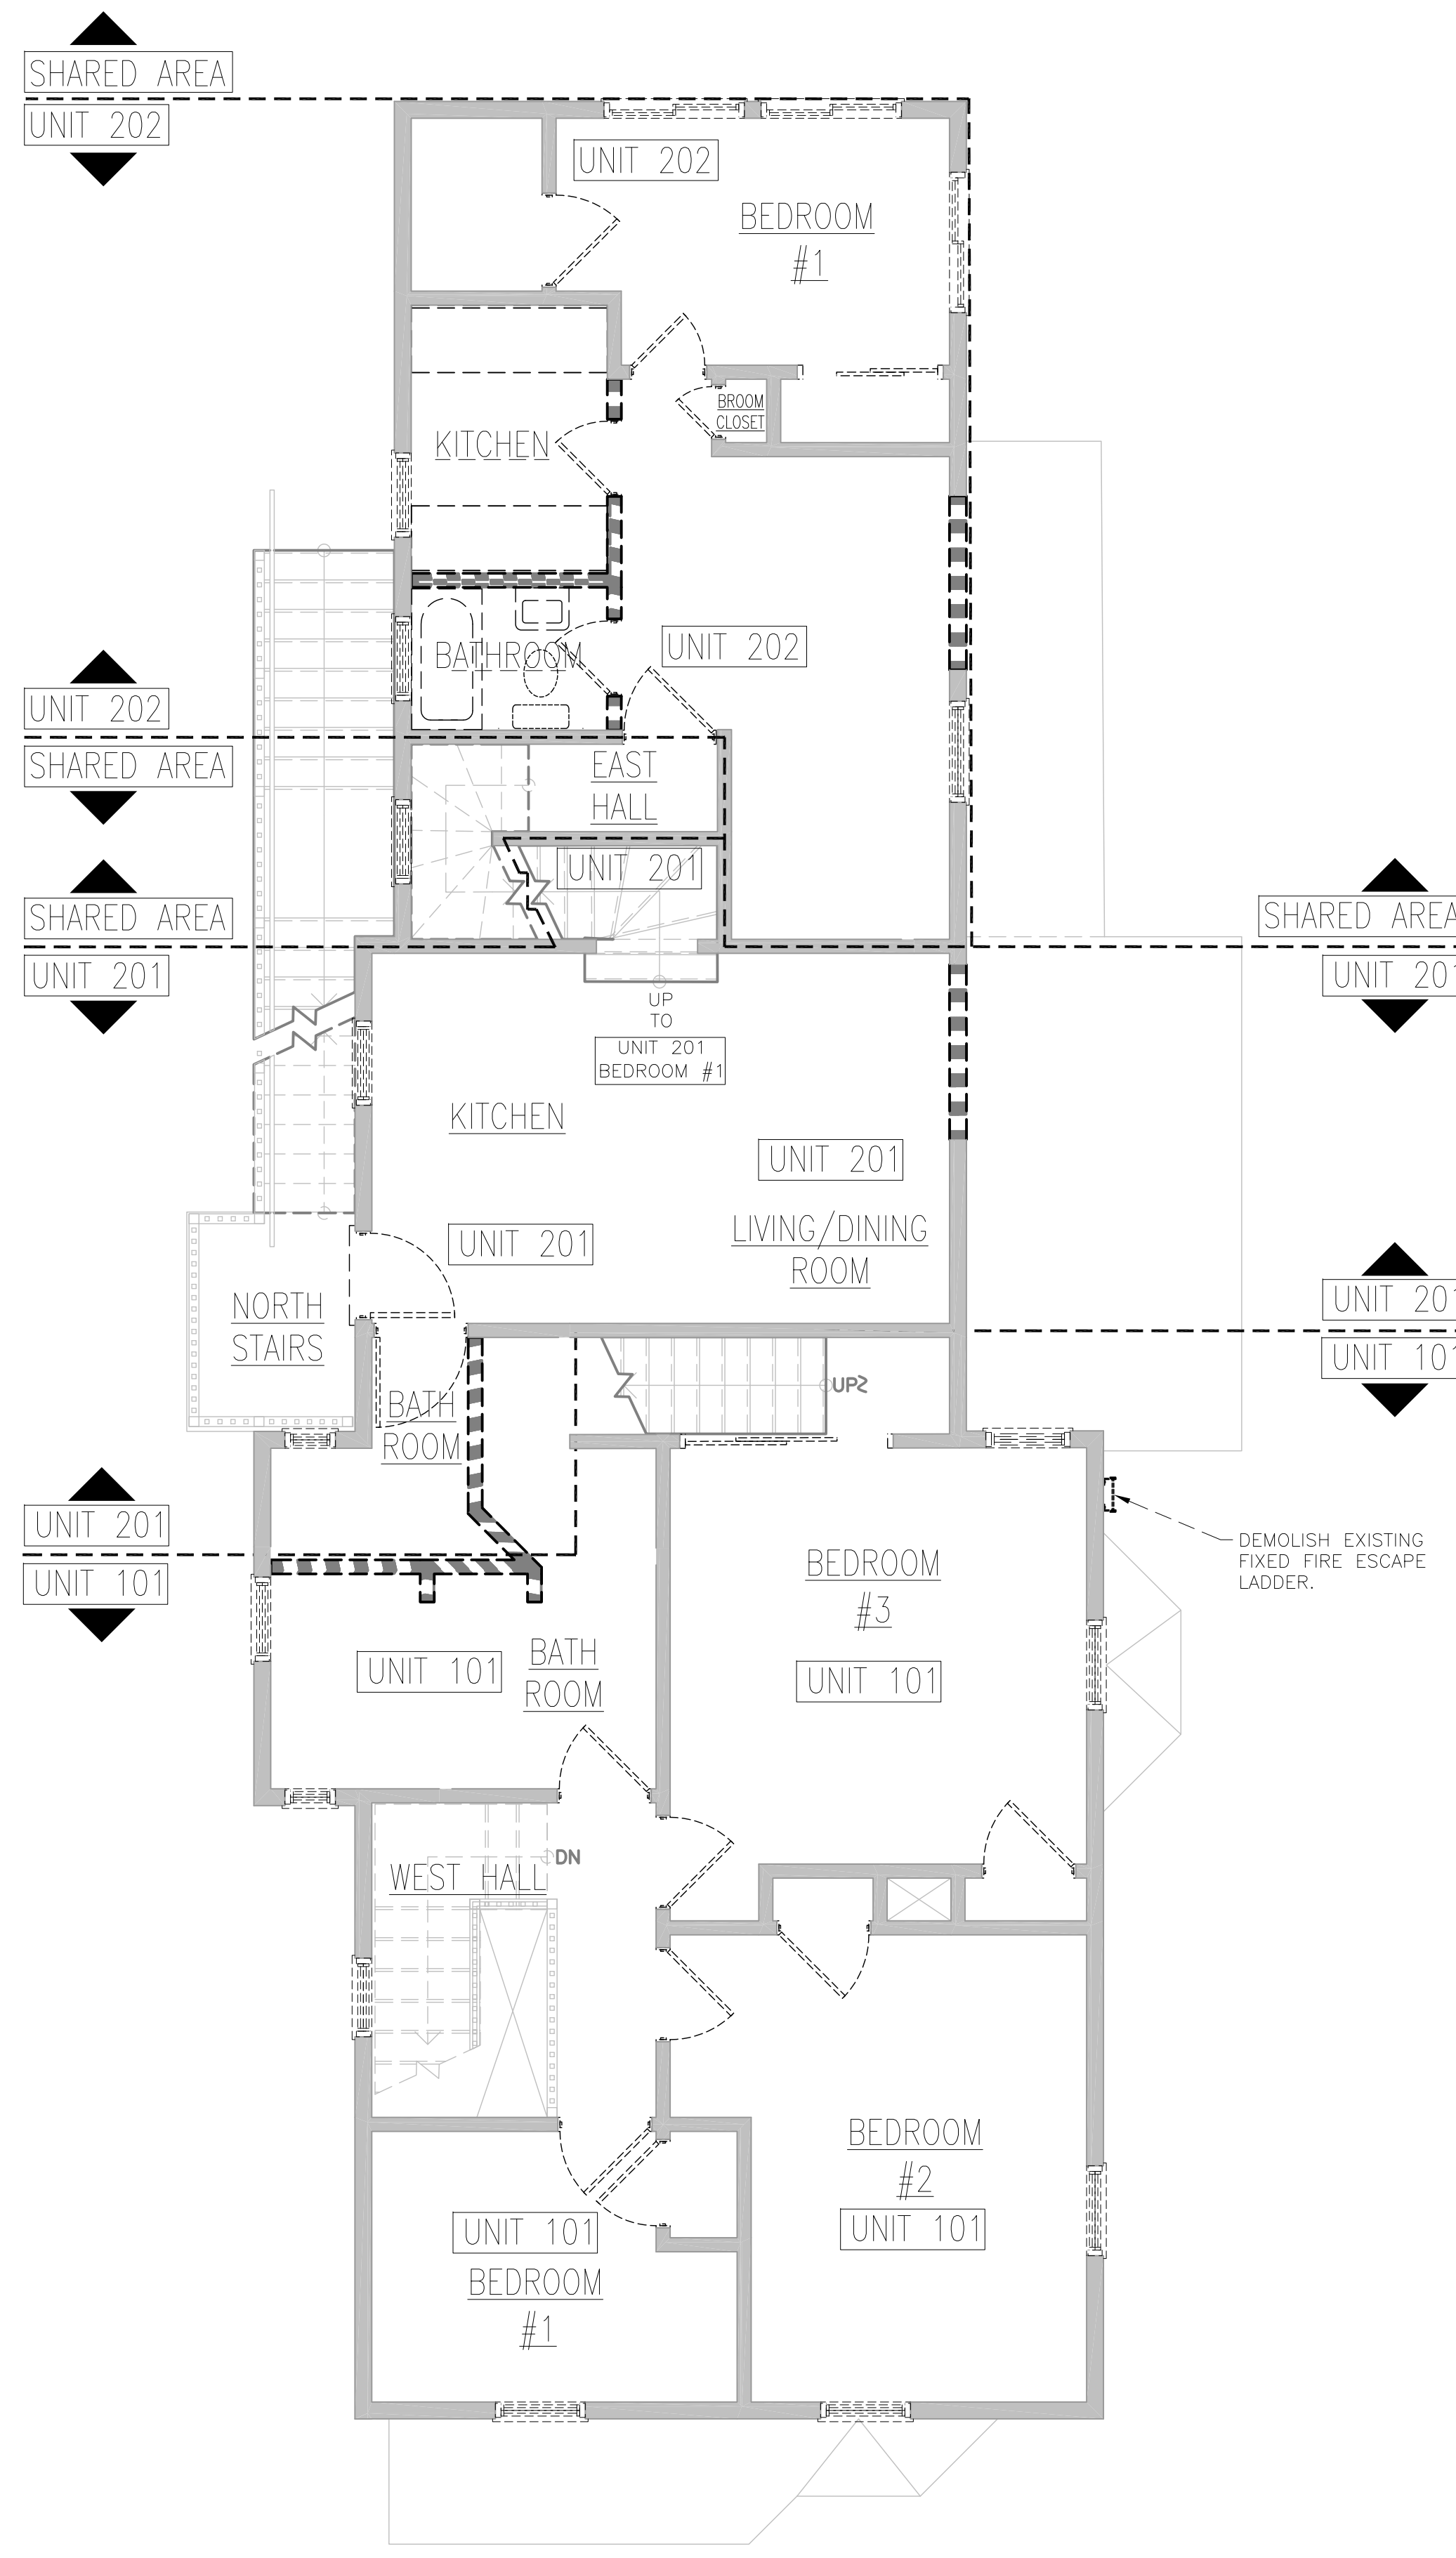 SHARED AREA
UNIT 202
UNIT 202
BEDROOM
#1
BROOM
CLOSET
KITCHEN
BATHROOM
UNIT 202
UNIT 202
SHARED AREA
EAST
HALL
UNIT 201
SHARED AREA
UNIT 201
SHARED AREA
UNIT 201
UP
TO
UNIT 201
BEDROOM #1
KITCHEN
UNIT 201
UNIT 201
LIVING/DINING
ROOM
NORTH
STAIRS
UNIT 201
UNIT 101
UP
BATH
ROOM
UNIT 201
UNIT 101
DEMOLISH EXISTING
FIXED FIRE ESCAPE
LADDER.
BEDROOM
#3
UNIT 101
UNIT 101
BATH
ROOM
WEST HALL
DN
BEDROOM
#2
UNIT 101
UNIT 101
BEDROOM
#1